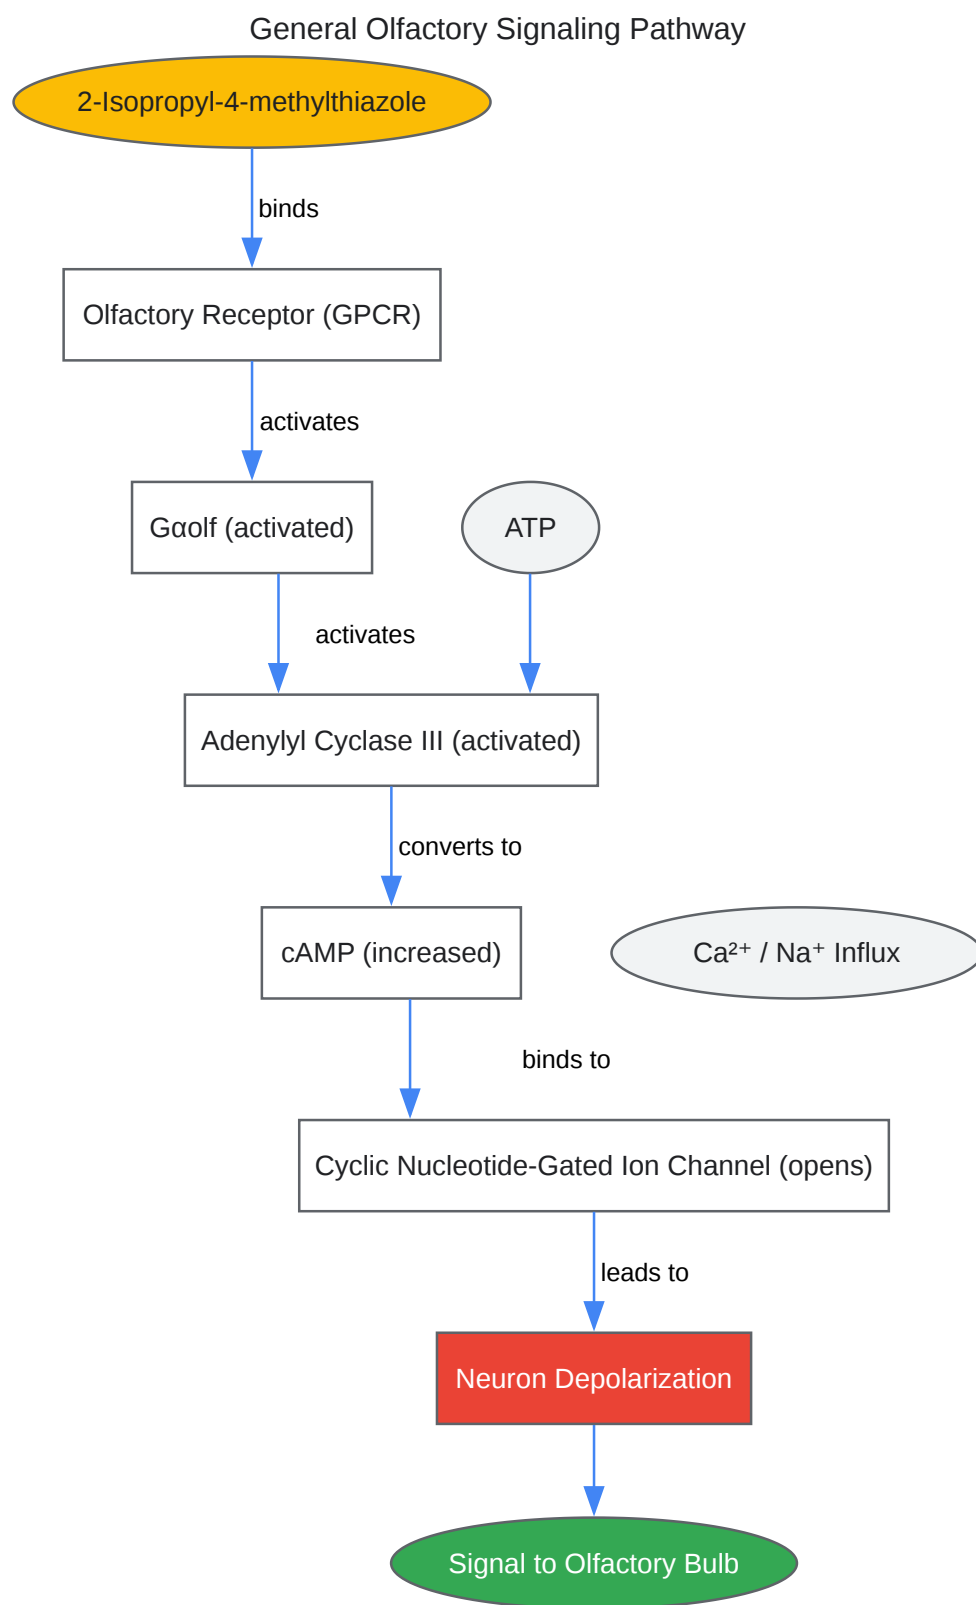 General Olfactory Signaling Pathway
2-Isopropyl-4-methylthiazole
binds
Olfactory Receptor (GPCR)
activates
Gαolf (activated)
ATP
activates
Adenylyl Cyclase III (activated)
converts to
cAMP (increased)
Ca²⁺ / Na⁺ Influx
binds to
Cyclic Nucleotide-Gated Ion Channel (opens)
leads to
Neuron Depolarization
Signal to Olfactory Bulb